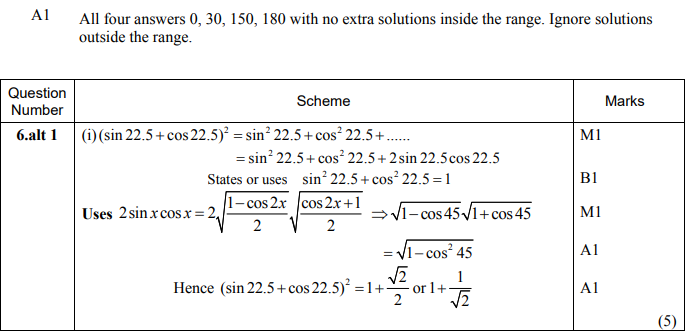 A1 All four answers 0, 30, 150, 180 with no extra solutions inside the range. Ignore solutions
outside the range.
Question
Number
Scheme
Marks
6.alt 1 (i)(sin 22.5 + cos 22.5)² = sin² 22.5 + cos² 22.5 + ...... M1
= sin² 22.5 + cos² 22.5 + 2 sin 22.5 cos 22.5
States or uses sin² 22.5 + cos² 22.5 = 1 B1
Uses 2 sin x cos x = 2√((1 − cos 2x)/2) √((cos 2x + 1)/2) ⇒ √(1 − cos 45) √(1 + cos 45) M1
= √(1 − cos² 45) A1
Hence (sin 22.5 + cos 22.5)² = 1 + √2/2 or 1 + 1/√2 A1
(5)